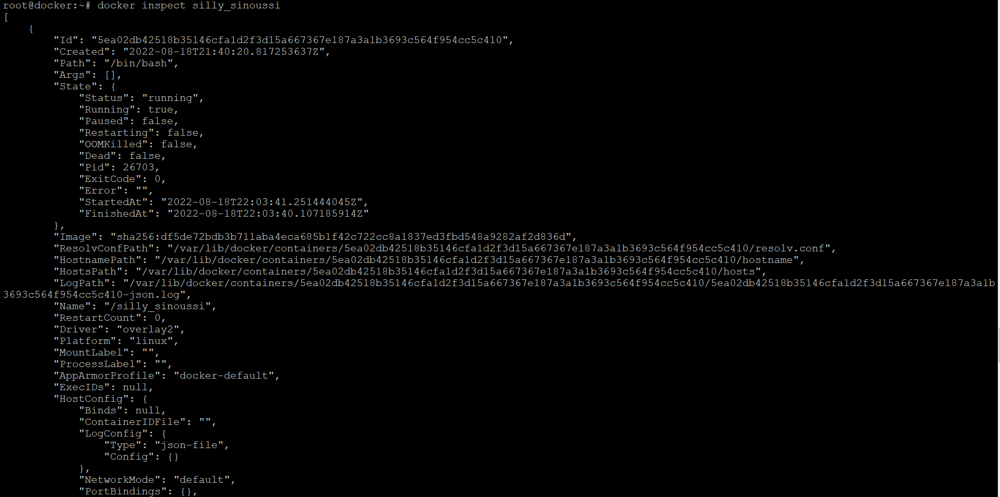 root@docker:~# docker inspect silly_sinoussi
[
    {
        "Id": "5ea02db42518b35146cfa1d2f3d15a667367e187a3a1b3693c564f954cc5c410",
        "Created": "2022-08-18T21:40:20.817253637Z",
        "Path": "/bin/bash",
        "Args": [],
        "State": {
            "Status": "running",
            "Running": true,
            "Paused": false,
            "Restarting": false,
            "OOMKilled": false,
            "Dead": false,
            "Pid": 26703,
            "ExitCode": 0,
            "Error": "",
            "StartedAt": "2022-08-18T22:03:41.251444045Z",
            "FinishedAt": "2022-08-18T22:03:40.107185914Z"
        },
        "Image": "sha256:df5de72bdb3b711aba4eca685b1f42c722cc8a1837ed3fbd548a9282af2d836d",
        "ResolvConfPath": "/var/lib/docker/containers/5ea02db42518b35146cfa1d2f3d15a667367e187a3a1b3693c564f954cc5c410/resolv.conf",
        "HostnamePath": "/var/lib/docker/containers/5ea02db42518b35146cfa1d2f3d15a667367e187a3a1b3693c564f954cc5c410/hostname",
        "HostsPath": "/var/lib/docker/containers/5ea02db42518b35146cfa1d2f3d15a667367e187a3a1b3693c564f954cc5c410/hosts",
        "LogPath": "/var/lib/docker/containers/5ea02db42518b35146cfa1d2f3d15a667367e187a3a1b3693c564f954cc5c410/5ea02db42518b35146cfa1d2f3d15a667367e187a3a1b
3693c564f954cc5c410-json.log",
        "Name": "/silly_sinoussi",
        "RestartCount": 0,
        "Driver": "overlay2",
        "Platform": "linux",
        "MountLabel": "",
        "ProcessLabel": "",
        "AppArmorProfile": "docker-default",
        "ExecIDs": null,
        "HostConfig": {
            "Binds": null,
            "ContainerIDFile": "",
            "LogConfig": {
                "Type": "json-file",
                "Config": {}
            },
            "NetworkMode": "default",
            "PortBindings": {},